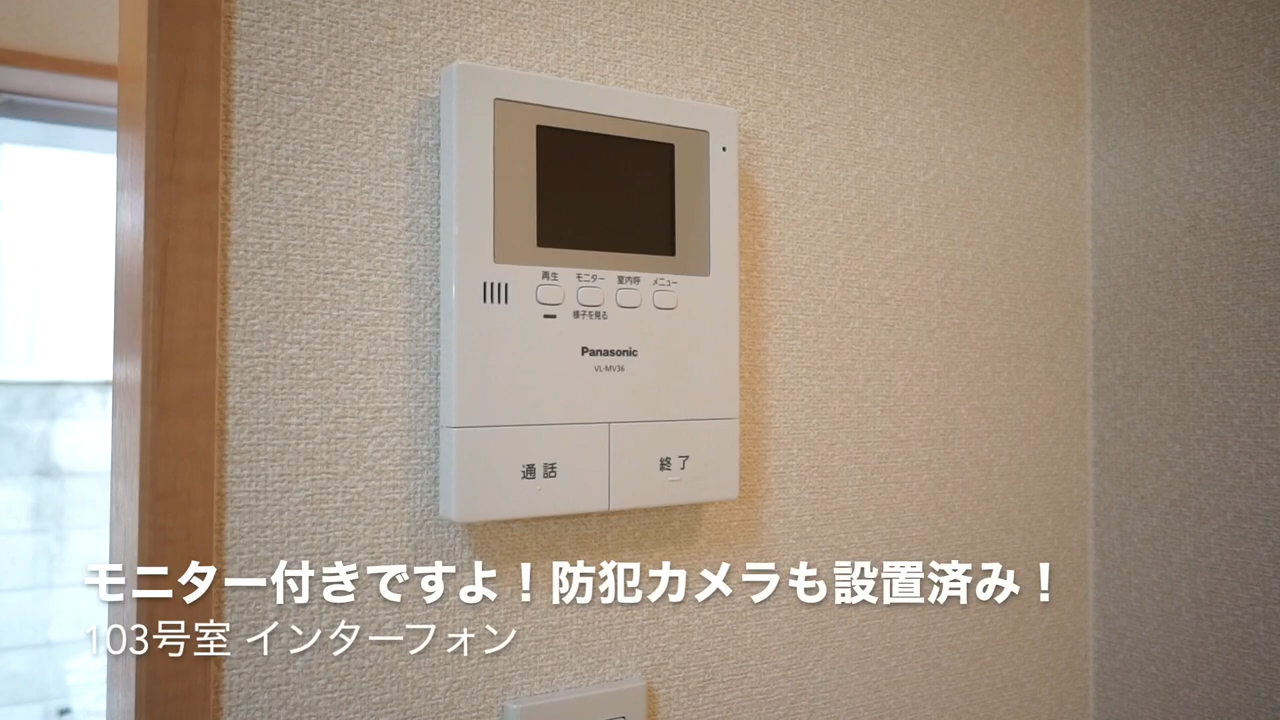 再生 モニター 室内呼 メニュー
様子を見る
Panasonic
VL-MV36
通話 終了
モニター付きですよ！防犯カメラも設置済み！
103号室 インターフォン